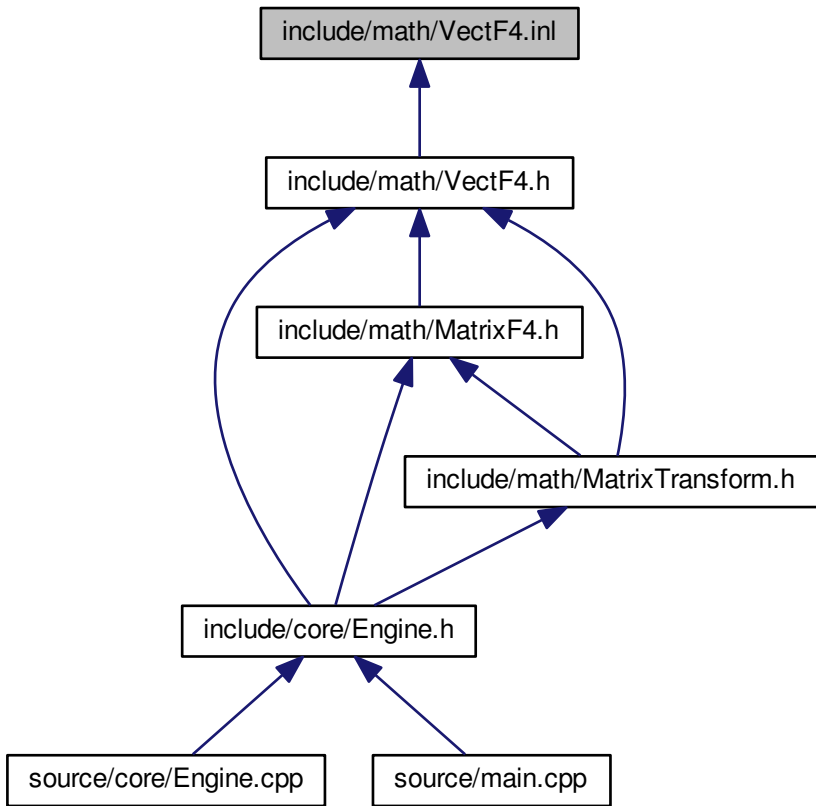 include/math/VectF4.inl
include/math/VectF4.h
include/math/MatrixF4.h
include/math/MatrixTransform.h
include/core/Engine.h
source/core/Engine.cpp
source/main.cpp